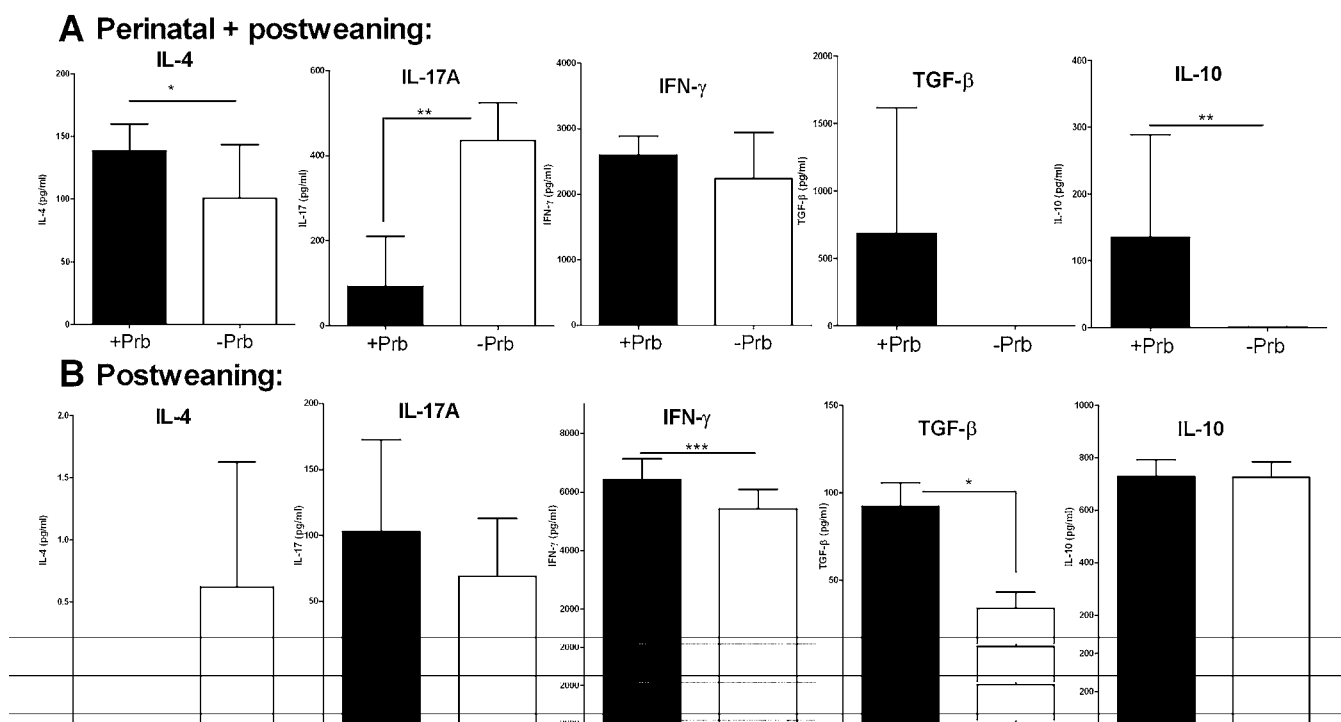 A Perinatal + postweaning:
IL-4
*
IL-4 (pg/ml)
200
150
100
50
0
+Prb -Prb
IL-17A
**
IL-17 (pg/ml)
600
400
200
0
+Prb -Prb
IFN-γ
IFN-γ (pg/ml)
4000
3000
2000
1000
0
+Prb -Prb
TGF-β
TGF-β (pg/ml)
2000
1500
1000
500
0
+Prb -Prb
IL-10
**
IL-10 (pg/ml)
400
300
200
100
0
+Prb -Prb
B Postweaning:
IL-4
IL-4 (pg/ml)
2.0
1.5
1.0
0.5
IL-17A
IL-17 (pg/ml)
200
150
100
50
IFN-γ
***
IFN-γ (pg/ml)
8000
6000
4000
2000
2000
2000
TGF-β
*
TGF-β (pg/ml)
150
100
50
IL-10
IL-10 (pg/ml)
1000
800
600
400
200
200
200